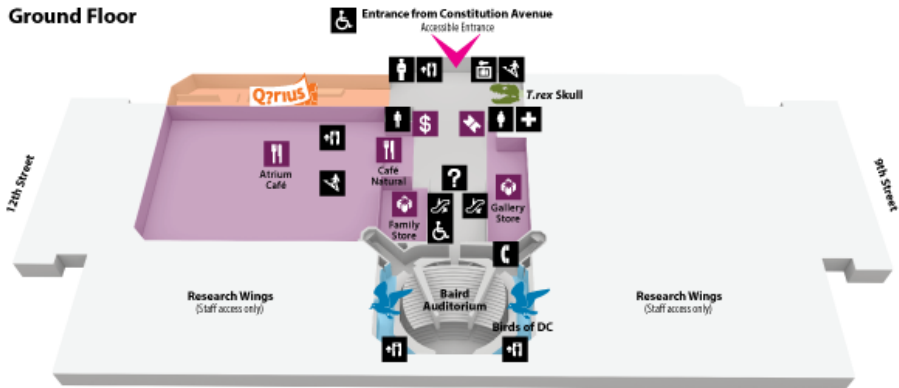 Ground Floor
Entrance from Constitution Avenue
Accessible Entrance
Q?rius
T.rex Skull
$
Atrium
Café
Café
Natural
12th Street
9th Street
?
Family
Store
Gallery
Store
Research Wings
(Staff access only)
Baird
Auditorium
Research Wings
(Staff access only)
Birds of DC